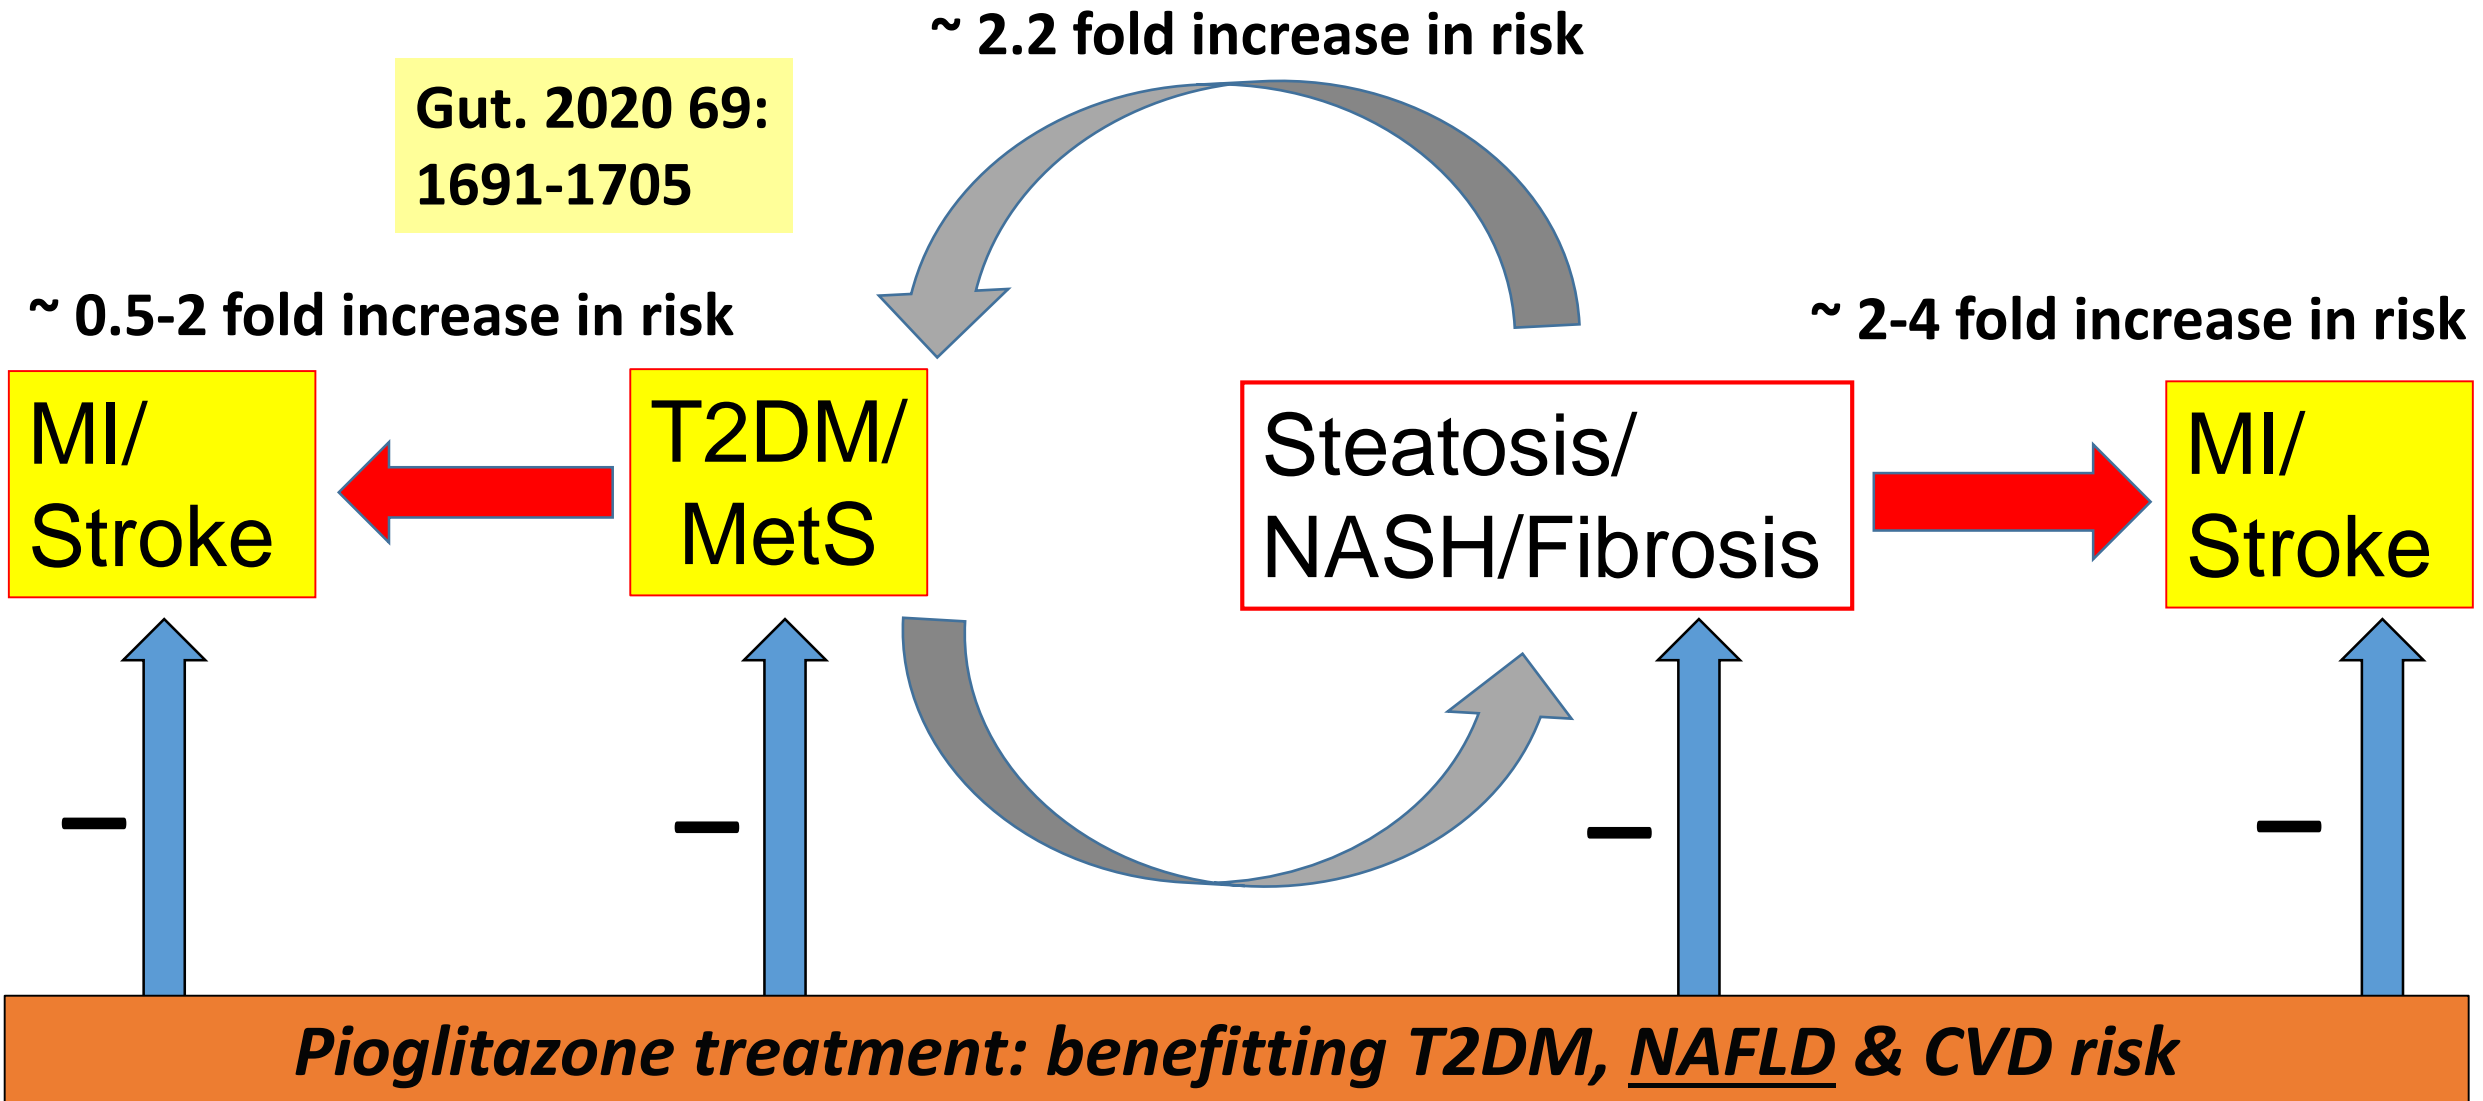 ~ 2.2 fold increase in risk
Gut. 2020 69:
1691-1705
~ 0.5-2 fold increase in risk
~ 2-4 fold increase in risk
MI/
Stroke
T2DM/
MetS
Steatosis/
NASH/Fibrosis
MI/
Stroke
–
–
–
–
Pioglitazone treatment: benefitting T2DM, NAFLD & CVD risk